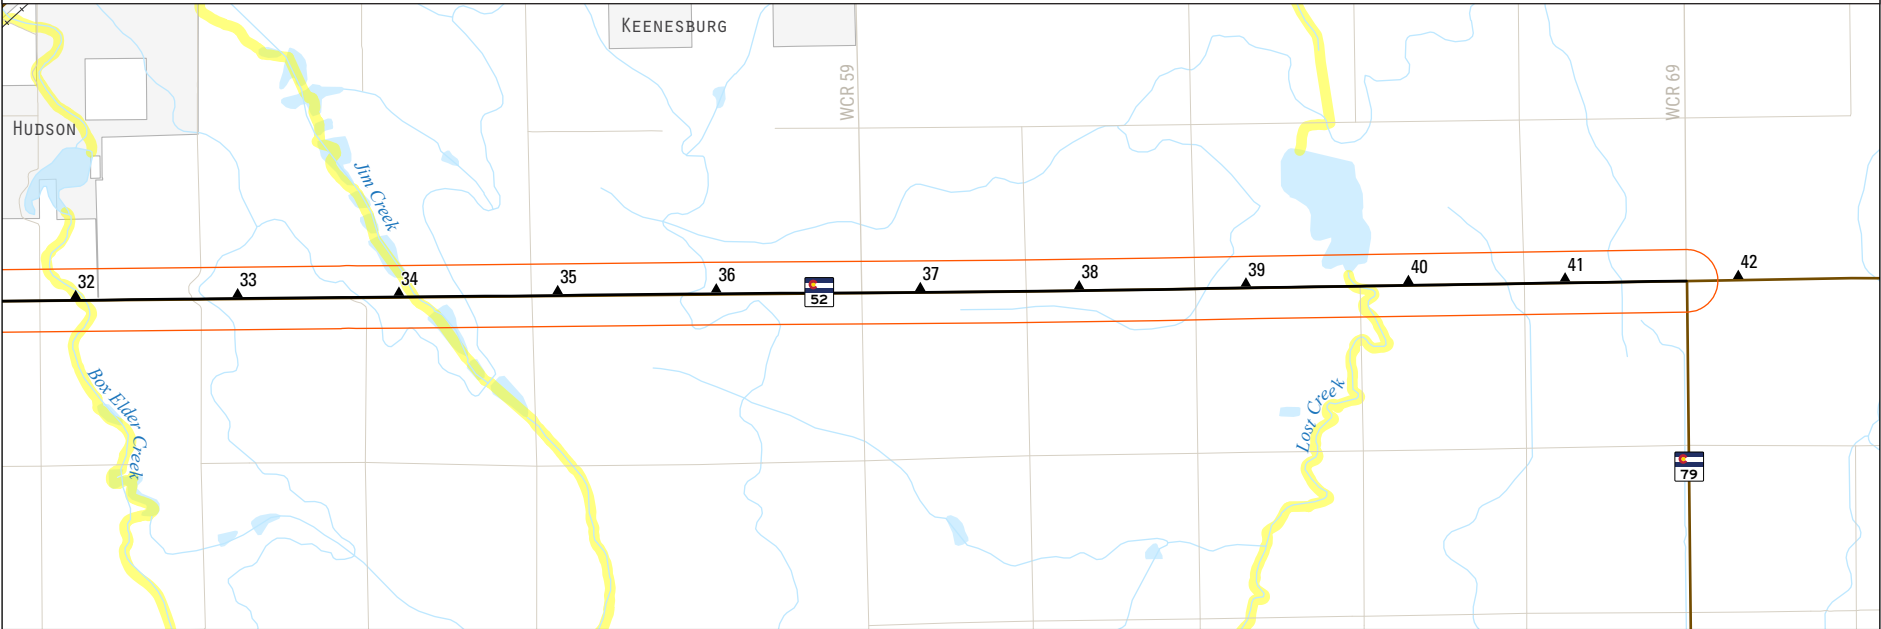 KEENESBURG
WCR 59
WCR 69
HUDSON
Jim Creek
32
33
34
35
36
37
38
39
40
41
42
52
Box Elder Creek
Lost Creek
79